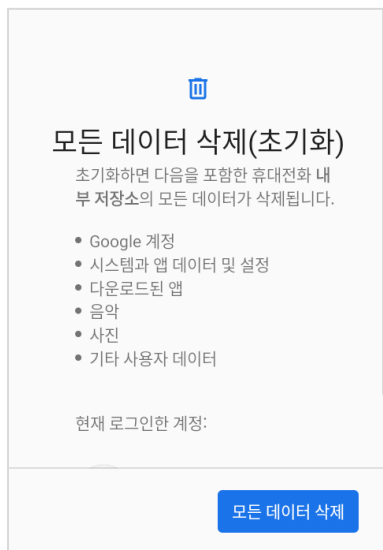 모든 데이터 삭제(초기화)
초기화하면 다음을 포함한 휴대전화 내
부 저장소의 모든 데이터가 삭제됩니다.
• Google 계정
• 시스템과 앱 데이터 및 설정
• 다운로드된 앱
• 음악
• 사진
• 기타 사용자 데이터
현재 로그인한 계정:
모든 데이터 삭제